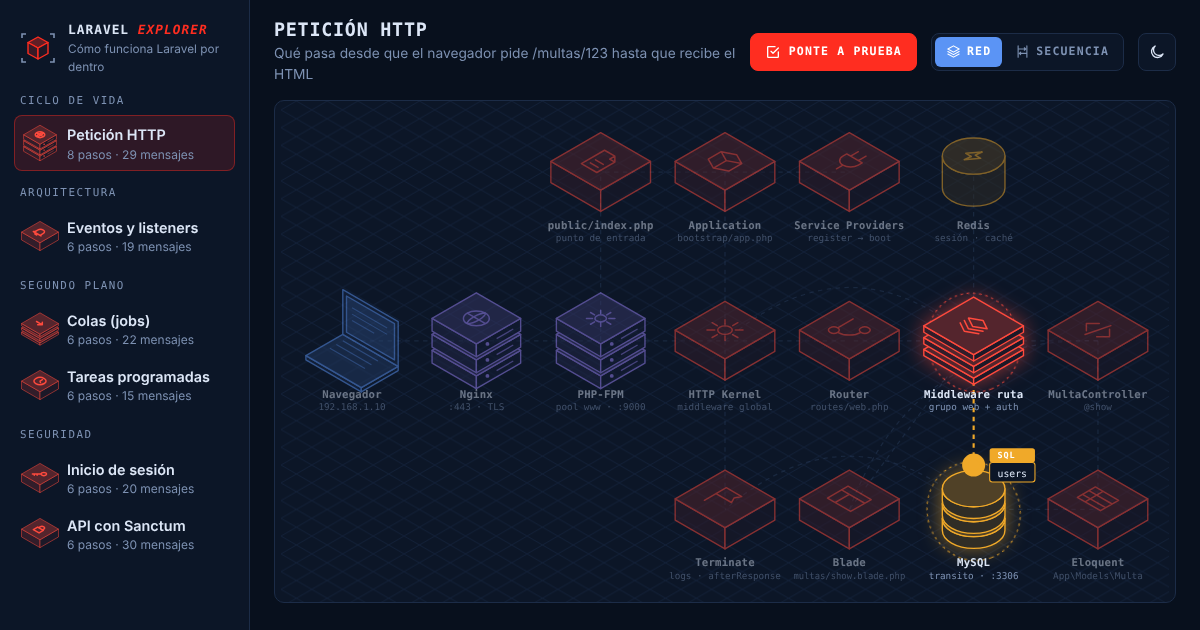 LARAVEL EXPLORER
Cómo funciona Laravel por
dentro
CICLO DE VIDA
Petición HTTP
8 pasos · 29 mensajes
ARQUITECTURA
Eventos y listeners
6 pasos · 19 mensajes
SEGUNDO PLANO
Colas (jobs)
6 pasos · 22 mensajes
Tareas programadas
6 pasos · 15 mensajes
SEGURIDAD
Inicio de sesión
6 pasos · 20 mensajes
API con Sanctum
6 pasos · 30 mensajes
PETICIÓN HTTP
Qué pasa desde que el navegador pide /multas/123 hasta que recibe el
HTML
PONTE A PRUEBA
RED
SECUENCIA
public/index.php
punto de entrada
Application
bootstrap/app.php
Service Providers
register → boot
Redis
sesión · caché
Navegador
192.168.1.10
Nginx
:443 · TLS
PHP-FPM
pool www · :9000
HTTP Kernel
middleware global
Router
routes/web.php
Middleware ruta
grupo web + auth
MultaController
@show
SQL
users
Terminate
logs · afterResponse
Blade
multas/show.blade.php
MySQL
transito · :3306
Eloquent
App\Models\Multa